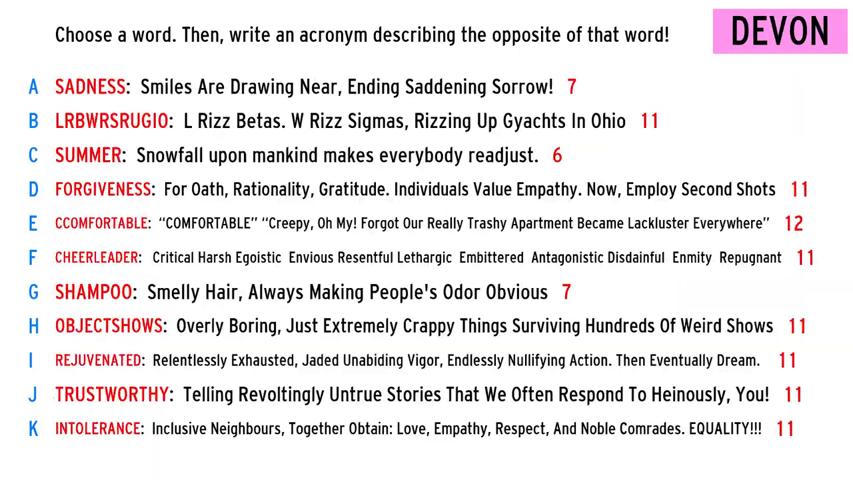 Choose a word. Then, write an acronym describing the opposite of that word!
DEVON
A SADNESS: Smiles Are Drawing Near, Ending Saddening Sorrow! 7
B LRBWRSRUGIO: L Rizz Betas. W Rizz Sigmas, Rizzing Up Gyachts In Ohio 11
C SUMMER: Snowfall upon mankind makes everybody readjust. 6
D FORGIVENESS: For Oath, Rationality, Gratitude. Individuals Value Empathy. Now, Employ Second Shots 11
E CCOMFORTABLE: “COMFORTABLE” “Creepy, Oh My! Forgot Our Really Trashy Apartment Became Lackluster Everywhere” 12
F CHEERLEADER: Critical Harsh Egoistic Envious Resentful Lethargic Embittered Antagonistic Disdainful Enmity Repugnant 11
G SHAMPOO: Smelly Hair, Always Making People's Odor Obvious 7
H OBJECTSHOWS: Overly Boring, Just Extremely Crappy Things Surviving Hundreds Of Weird Shows 11
I REJUVENATED: Relentlessly Exhausted, Jaded Unabiding Vigor, Endlessly Nullifying Action. Then Eventually Dream. 11
J TRUSTWORTHY: Telling Revoltingly Untrue Stories That We Often Respond To Heinously, You! 11
K INTOLERANCE: Inclusive Neighbours, Together Obtain: Love, Empathy, Respect, And Noble Comrades. EQUALITY!!! 11